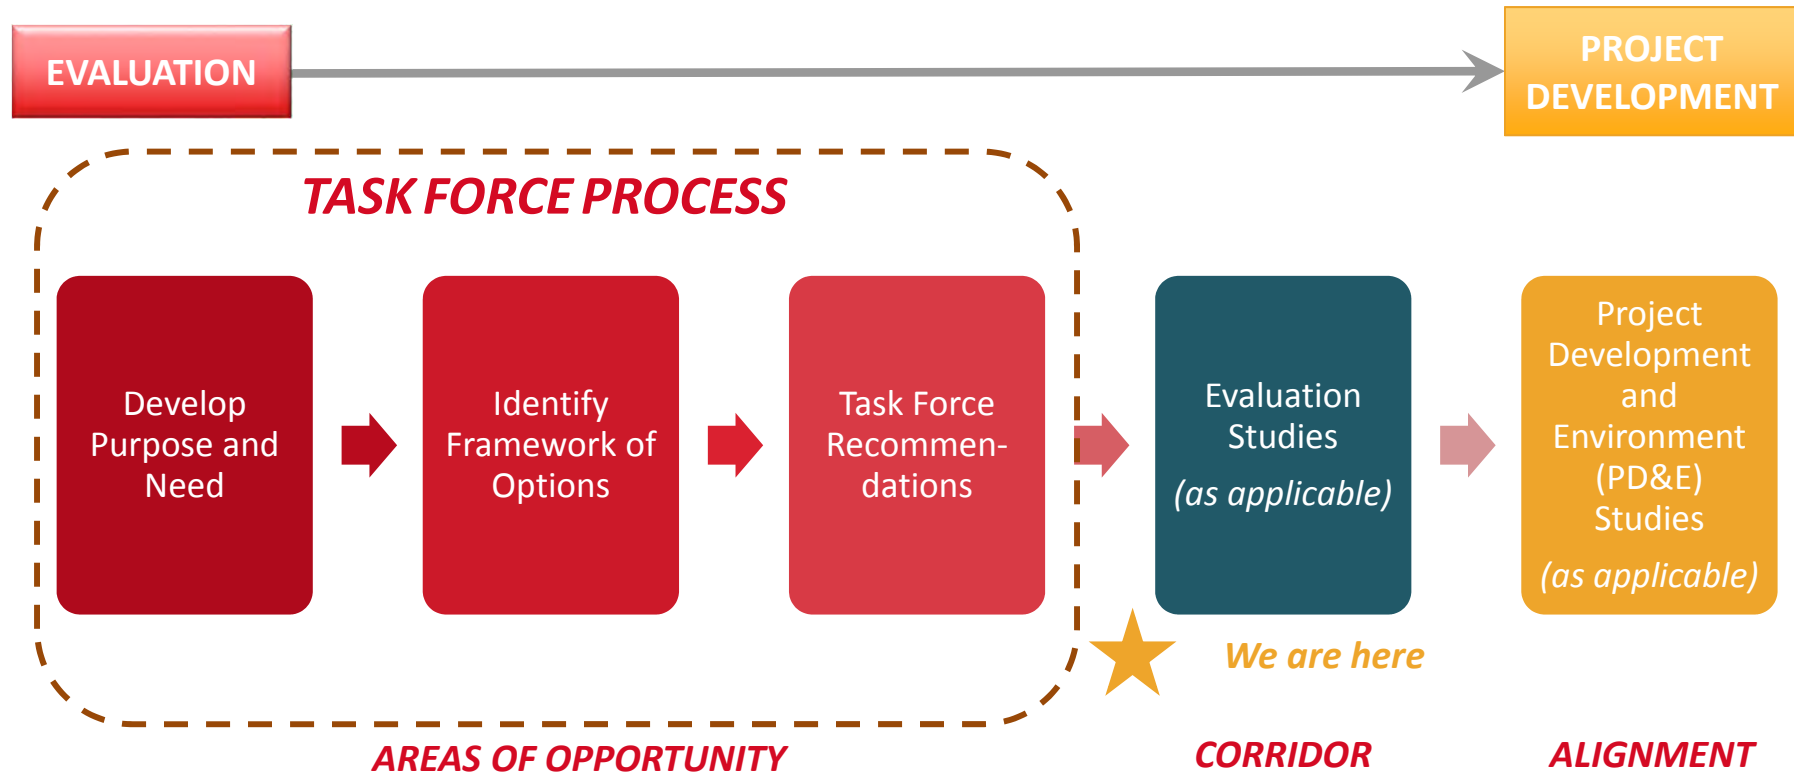 EVALUATION
PROJECT
DEVELOPMENT
TASK FORCE PROCESS
Develop
Purpose and
Need
Identify
Framework of
Options
Task Force
Recommen-
dations
Evaluation
Studies
(as applicable)
Project
Development
and
Environment
(PD&E)
Studies
(as applicable)
We are here
AREAS OF OPPORTUNITY
CORRIDOR
ALIGNMENT